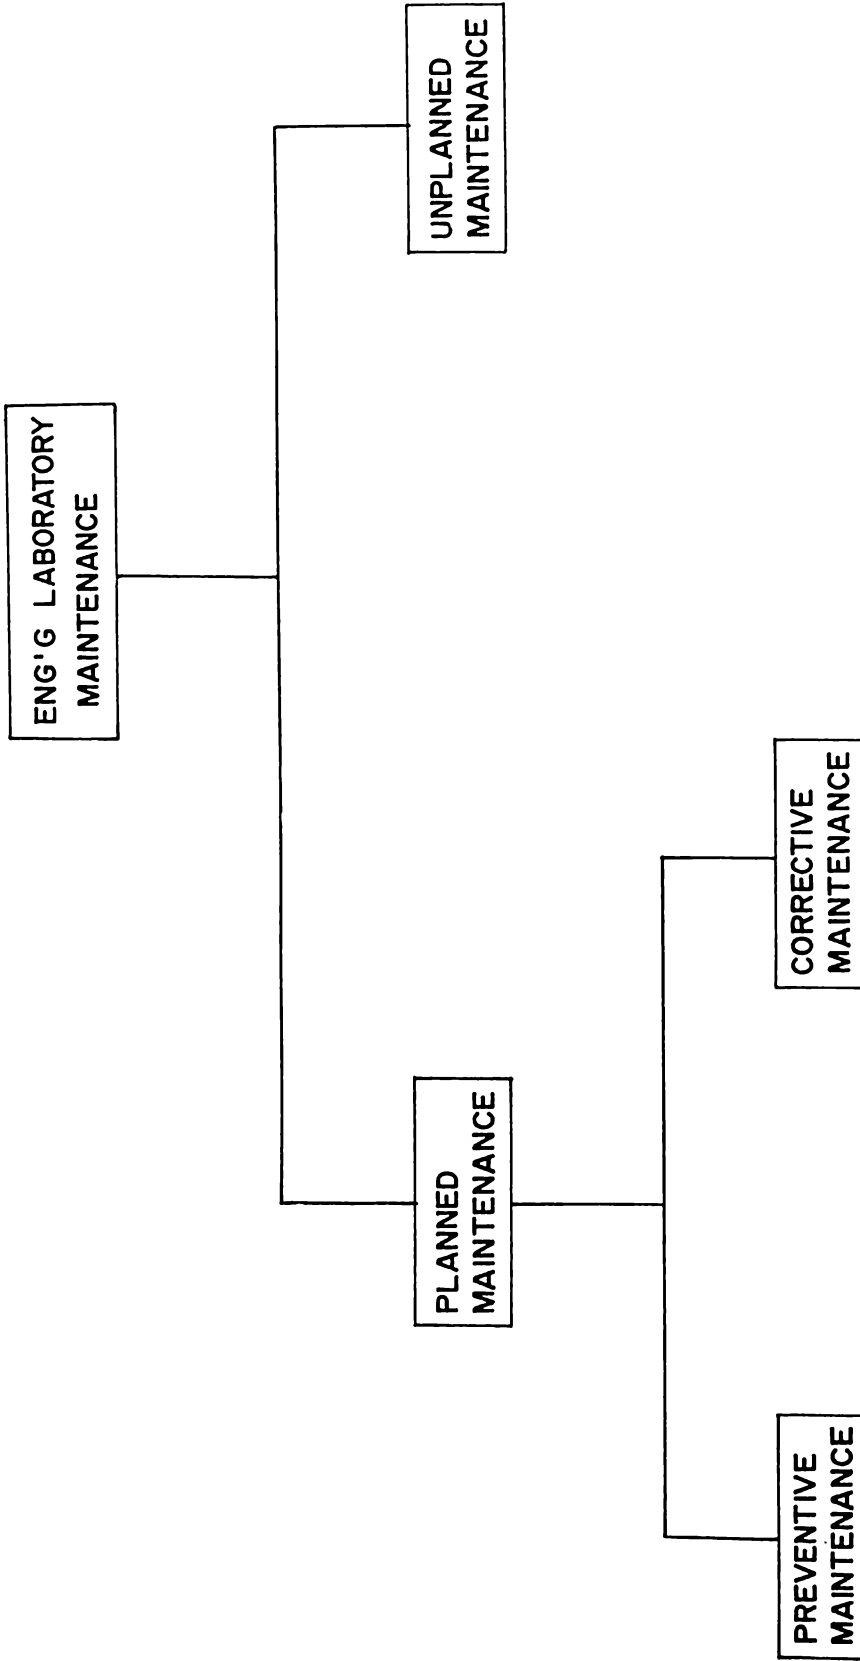 ENG'G LABORATORY
MAINTENANCE
PLANNED
MAINTENANCE
UNPLANNED
MAINTENANCE
PREVENTIVE
MAINTENANCE
CORRECTIVE
MAINTENANCE